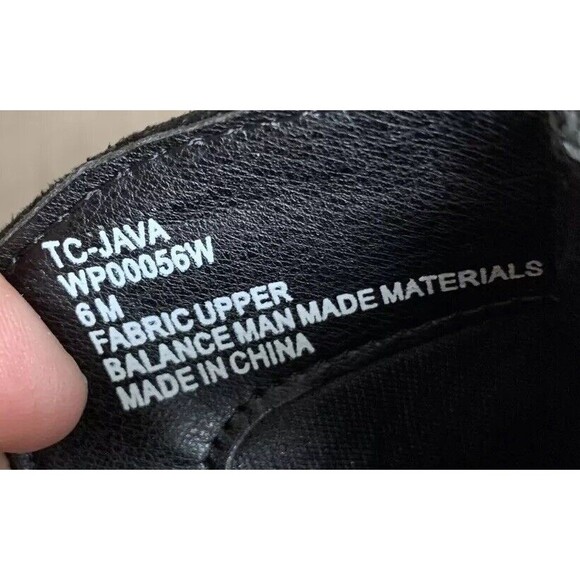 TC-JAVA
WP00056W
6 M
FABRIC UPPER
BALANCE MAN MADE MATERIALS
MADE IN CHINA